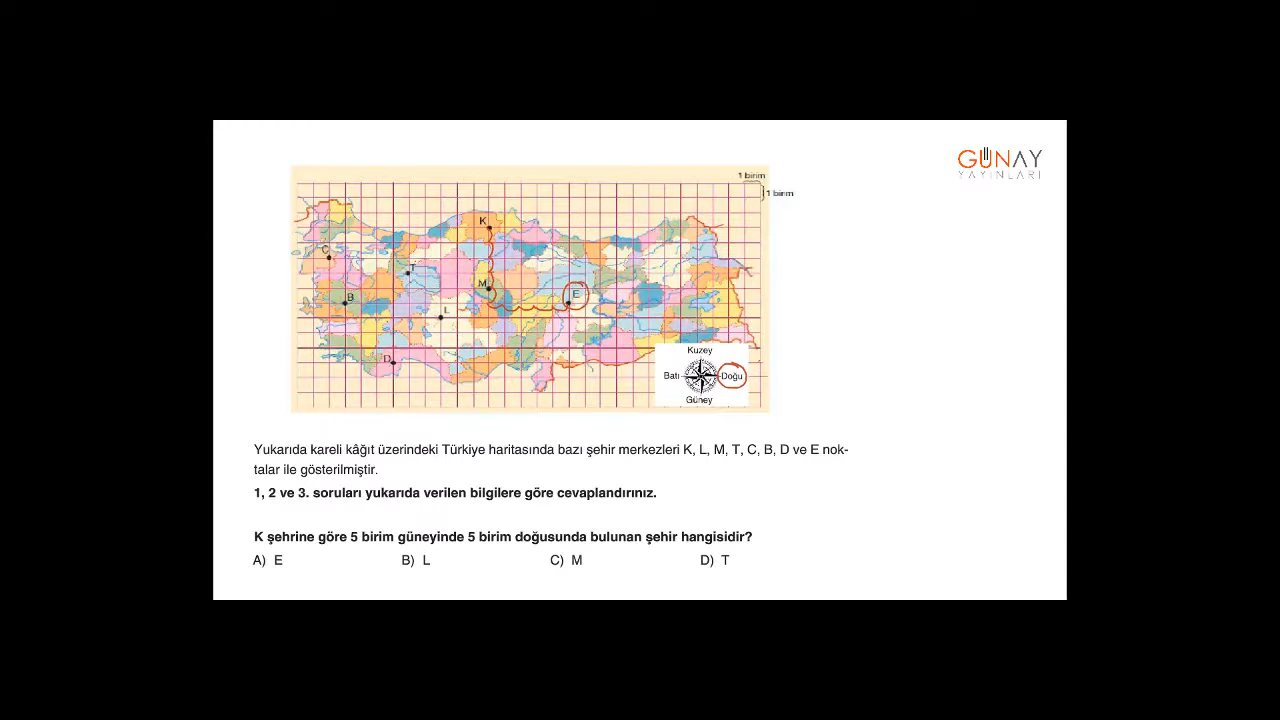 GÜNAY
YAYINLARI
1 birim
1 birim
K
C
T
M
E
B
L
D
Kuzey
Batı
Doğu
Güney
Yukarıda kareli kâğıt üzerindeki Türkiye haritasında bazı şehir merkezleri K, L, M, T, C, B, D ve E nok-
talar ile gösterilmiştir.
1, 2 ve 3. soruları yukarıda verilen bilgilere göre cevaplandırınız.
K şehrine göre 5 birim güneyinde 5 birim doğusunda bulunan şehir hangisidir?
A) E B) L C) M D) T